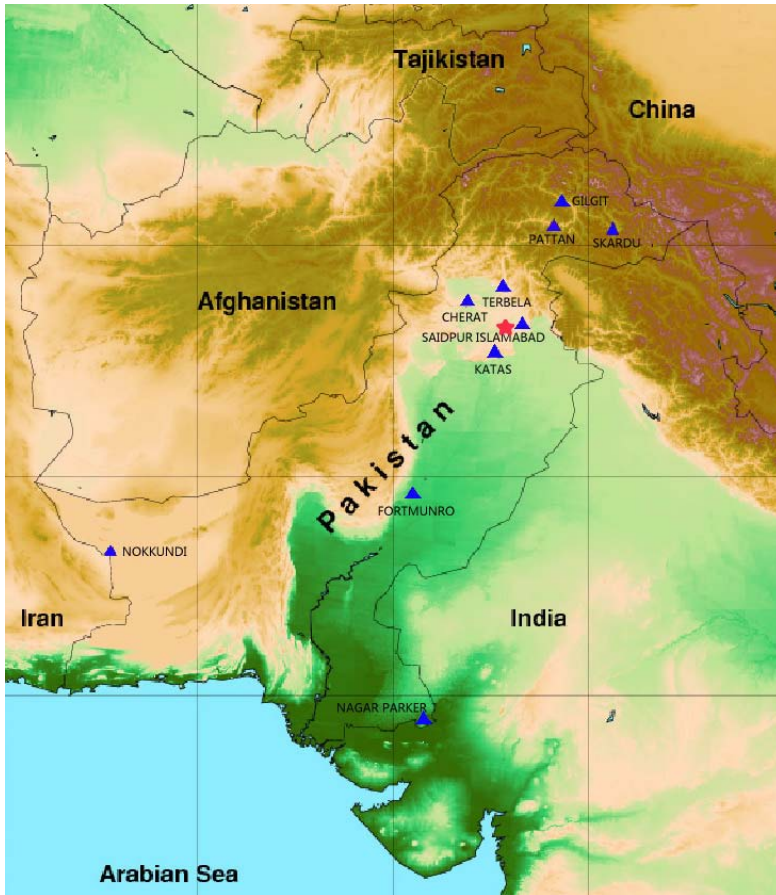 Tajikistan
China
GILGIT
PATTAN
SKARDU
Afghanistan
TERBELA
CHERAT
SAIDPUR ISLAMABAD
KATAS
Pakistan
FORTMUNRO
NOKKUNDI
Iran
India
NAGAR PARKER
Arabian Sea